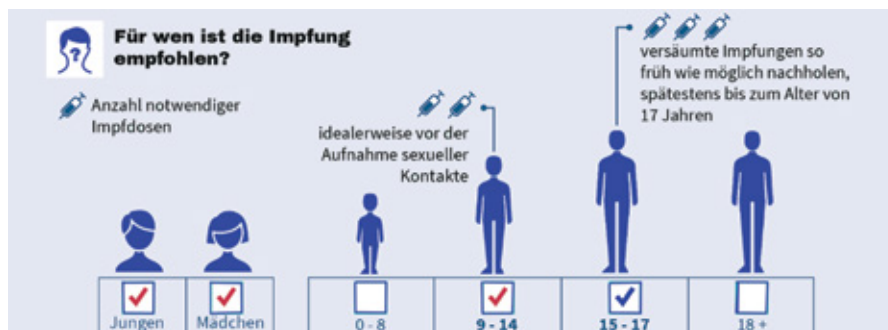 Für wen ist die Impfung
empfohlen?
?
Anzahl notwendiger
Impfdosen
idealerweise vor der
Aufnahme sexueller
Kontakte
versäumte Impfungen so
früh wie möglich nachholen,
spätestens bis zum Alter von
17 Jahren
Jungen Mädchen 0 - 8 9 - 14 15 - 17 18 +